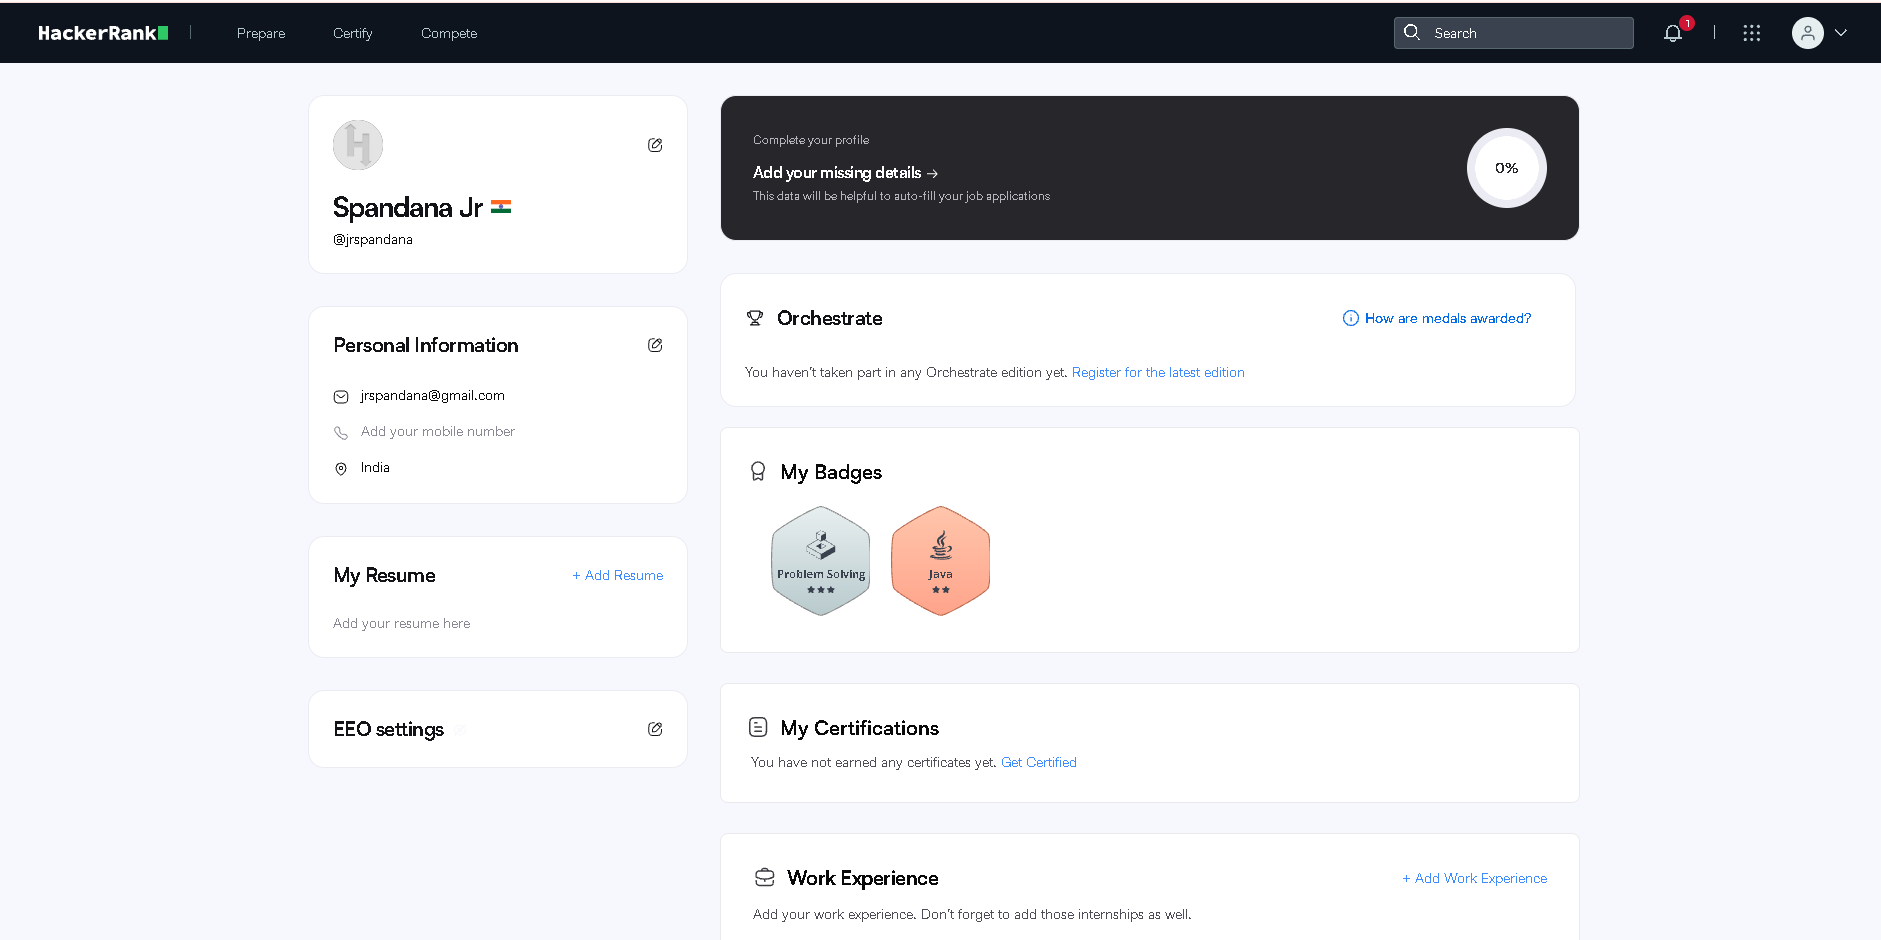 HackerRank
Prepare
Certify
Compete
Search
1
Spandana Jr
@jrspandana
Personal Information
jrspandana@gmail.com
Add your mobile number
India
My Resume
+ Add Resume
Add your resume here
EEO settings
Complete your profile
Add your missing details →
This data will be helpful to auto-fill your job applications
0%
Orchestrate
How are medals awarded?
You haven't taken part in any Orchestrate edition yet. Register for the latest edition
My Badges
Problem Solving
Java
My Certifications
You have not earned any certificates yet. Get Certified
Work Experience
+ Add Work Experience
Add your work experience. Don't forget to add those internships as well.